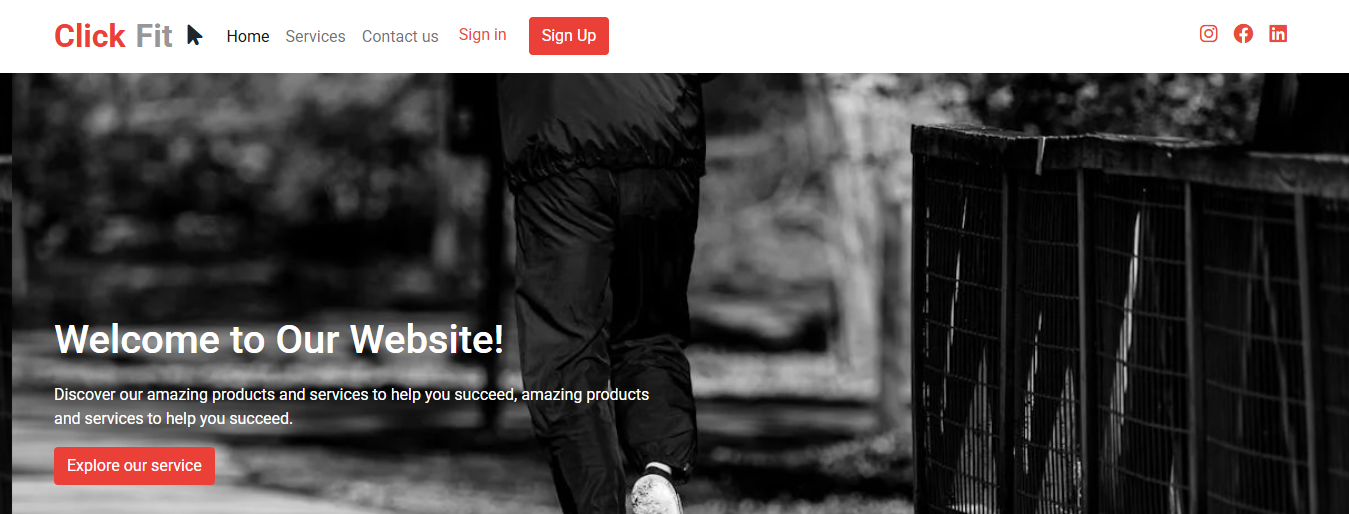 Click Fit Home Services Contact us Sign in Sign Up
Welcome to Our Website!
Discover our amazing products and services to help you succeed, amazing products
and services to help you succeed.
Explore our service